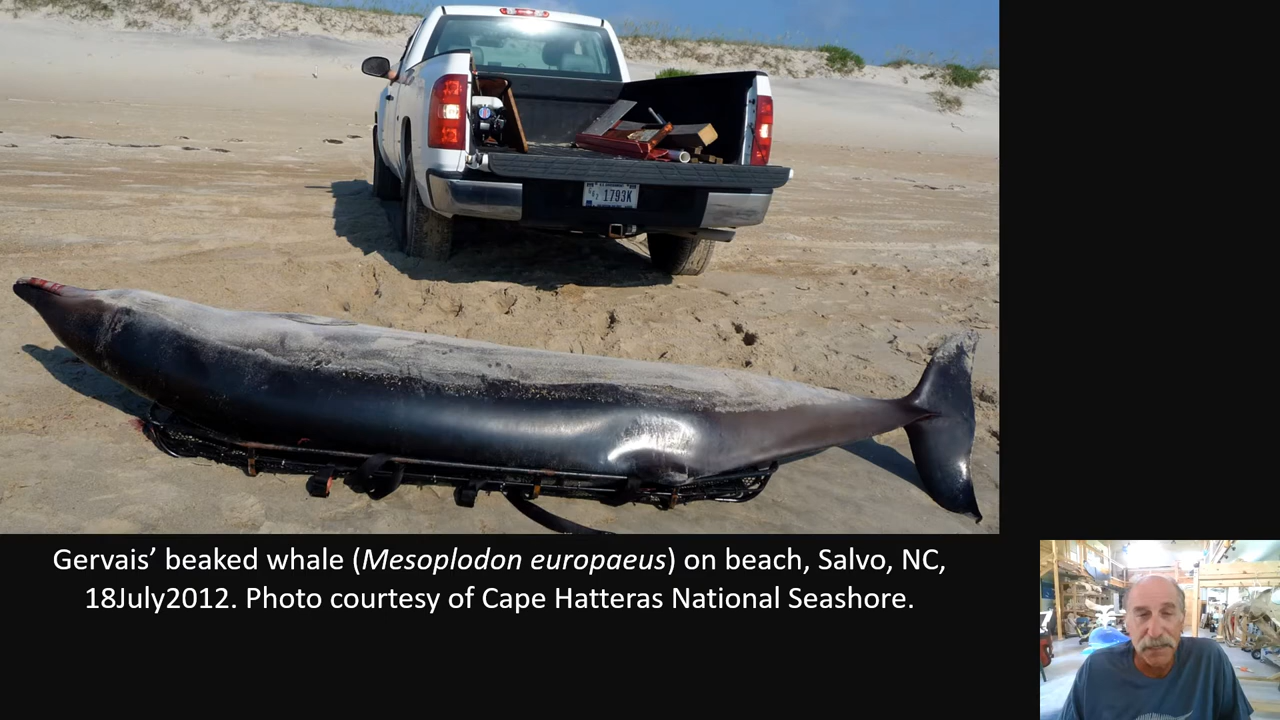 1793K
Gervais’ beaked whale (Mesoplodon europaeus) on beach, Salvo, NC,
18July2012. Photo courtesy of Cape Hatteras National Seashore.